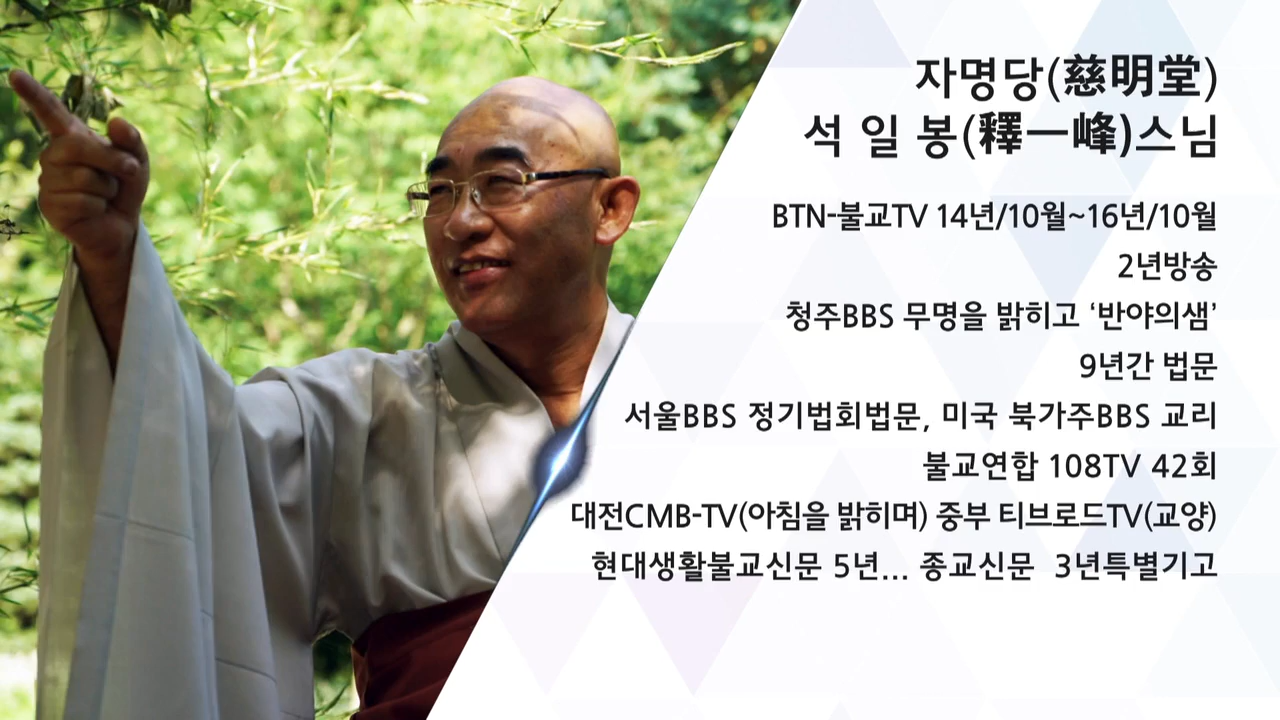 자명당(慈明堂)
석 일 봉(釋一峰)스님
BTN-불교TV 14년/10월~16년/10월
2년방송
청주BBS 무명을 밝히고 ‘반야의샘’
9년간 법문
서울BBS 정기법회법문, 미국 북가주BBS 교리
불교연합 108TV 42회
대전CMB-TV(아침을 밝히며) 중부 티브로드TV(교양)
현대생활불교신문 5년... 종교신문 3년특별기고